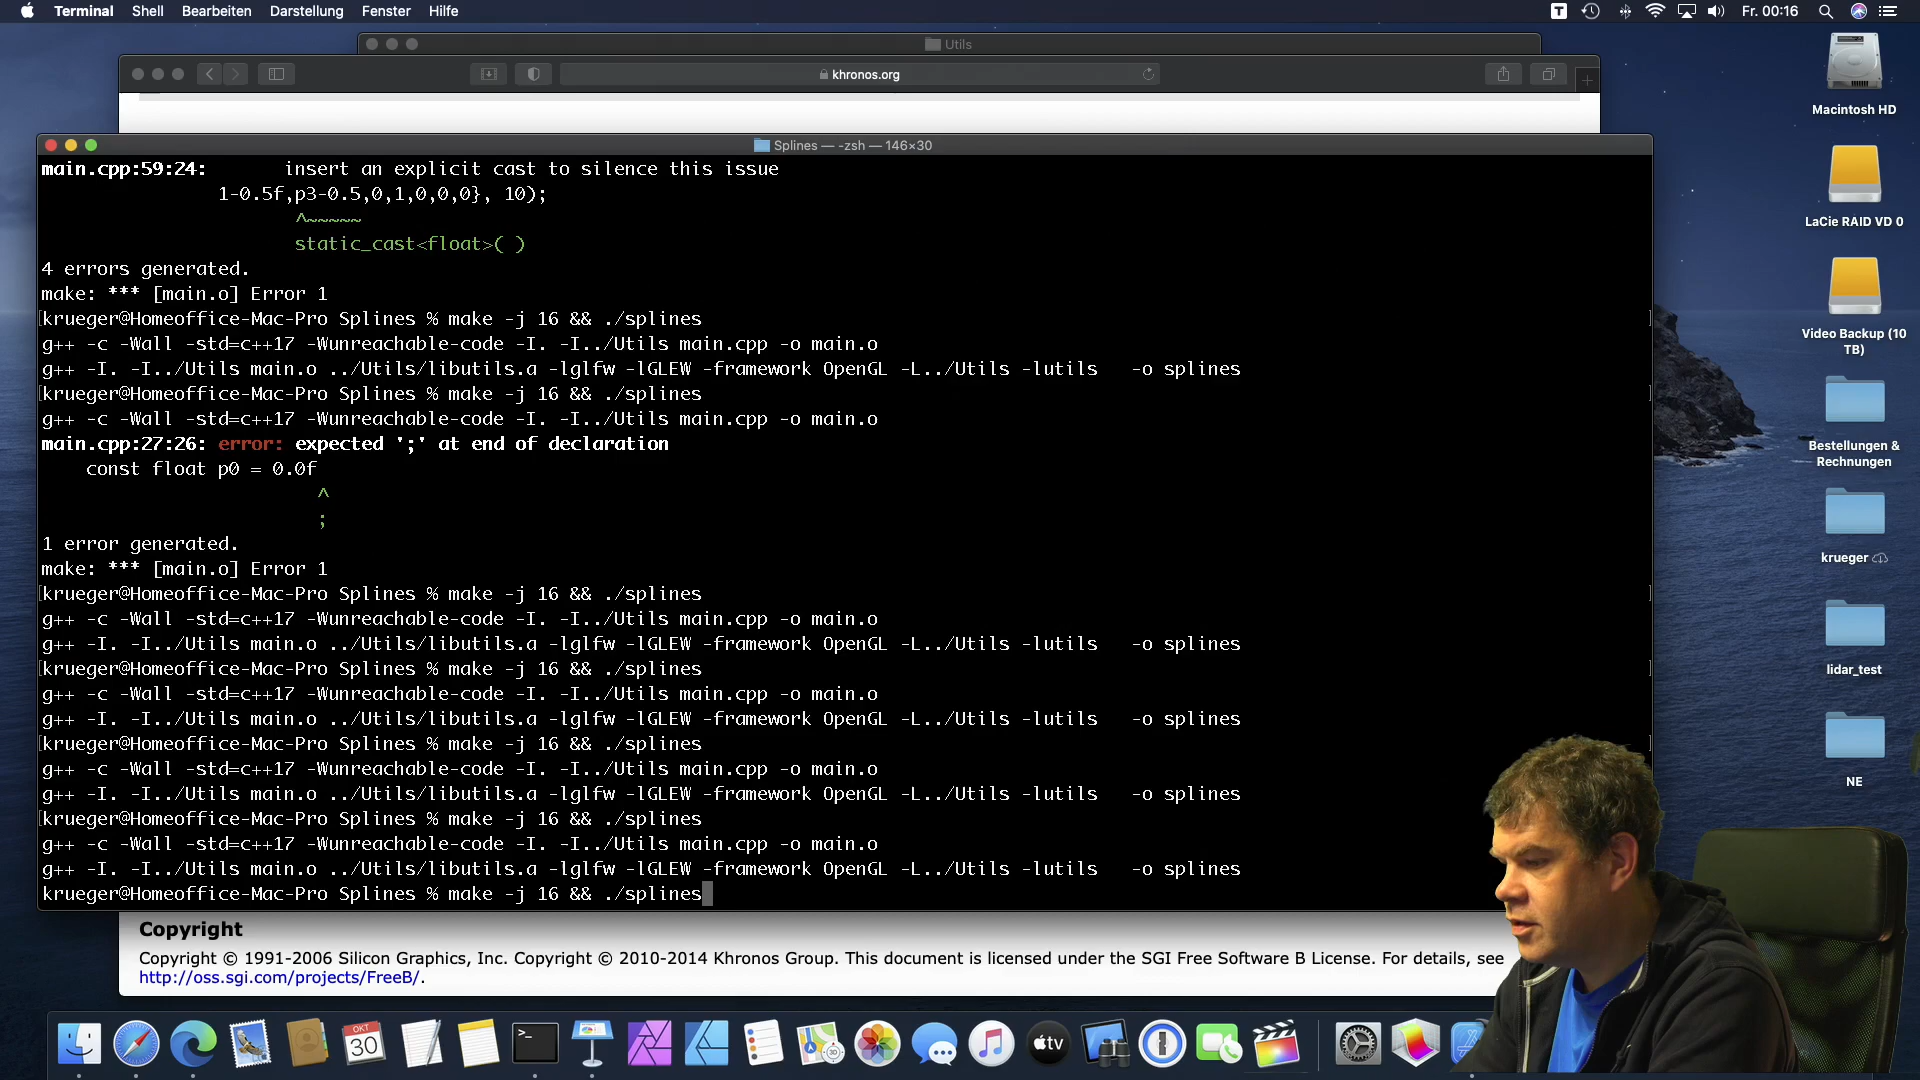 Terminal Shell Bearbeiten Darstellung Fenster Hilfe
Fr. 00:16
Utils
khronos.org
Splines — -zsh — 146×30
main.cpp:59:24:       insert an explicit cast to silence this issue
1-0.5f,p3-0.5,0,1,0,0,0}, 10);
^~~~~~
static_cast<float>( )
4 errors generated.
make: *** [main.o] Error 1
[krueger@Homeoffice-Mac-Pro Splines % make -j 16 && ./splines ]
g++ -c -Wall -std=c++17 -Wunreachable-code -I. -I../Utils main.cpp -o main.o
g++ -I. -I../Utils main.o ../Utils/libutils.a -lglfw -lGLEW -framework OpenGL -L../Utils -lutils   -o splines
[krueger@Homeoffice-Mac-Pro Splines % make -j 16 && ./splines ]
g++ -c -Wall -std=c++17 -Wunreachable-code -I. -I../Utils main.cpp -o main.o
main.cpp:27:26: error: expected ';' at end of declaration
const float p0 = 0.0f
^
;
1 error generated.
make: *** [main.o] Error 1
[krueger@Homeoffice-Mac-Pro Splines % make -j 16 && ./splines ]
g++ -c -Wall -std=c++17 -Wunreachable-code -I. -I../Utils main.cpp -o main.o
g++ -I. -I../Utils main.o ../Utils/libutils.a -lglfw -lGLEW -framework OpenGL -L../Utils -lutils   -o splines
[krueger@Homeoffice-Mac-Pro Splines % make -j 16 && ./splines ]
g++ -c -Wall -std=c++17 -Wunreachable-code -I. -I../Utils main.cpp -o main.o
g++ -I. -I../Utils main.o ../Utils/libutils.a -lglfw -lGLEW -framework OpenGL -L../Utils -lutils   -o splines
[krueger@Homeoffice-Mac-Pro Splines % make -j 16 && ./splines ]
g++ -c -Wall -std=c++17 -Wunreachable-code -I. -I../Utils main.cpp -o main.o
g++ -I. -I../Utils main.o ../Utils/libutils.a -lglfw -lGLEW -framework OpenGL -L../Utils -lutils   -o splines
[krueger@Homeoffice-Mac-Pro Splines % make -j 16 && ./splines
g++ -c -Wall -std=c++17 -Wunreachable-code -I. -I../Utils main.cpp -o main.o
g++ -I. -I../Utils main.o ../Utils/libutils.a -lglfw -lGLEW -framework OpenGL -L../Utils -lutils   -o splines
krueger@Homeoffice-Mac-Pro Splines % make -j 16 && ./splines
Copyright
Copyright © 1991-2006 Silicon Graphics, Inc. Copyright © 2010-2014 Khronos Group. This document is licensed under the SGI Free Software B License. For details, see
http://oss.sgi.com/projects/FreeB/.
Macintosh HD
LaCie RAID VD 0
Video Backup (10
TB)
Bestellungen &
Rechnungen
krueger
lidar_test
NE
OKT
30
>_
tv